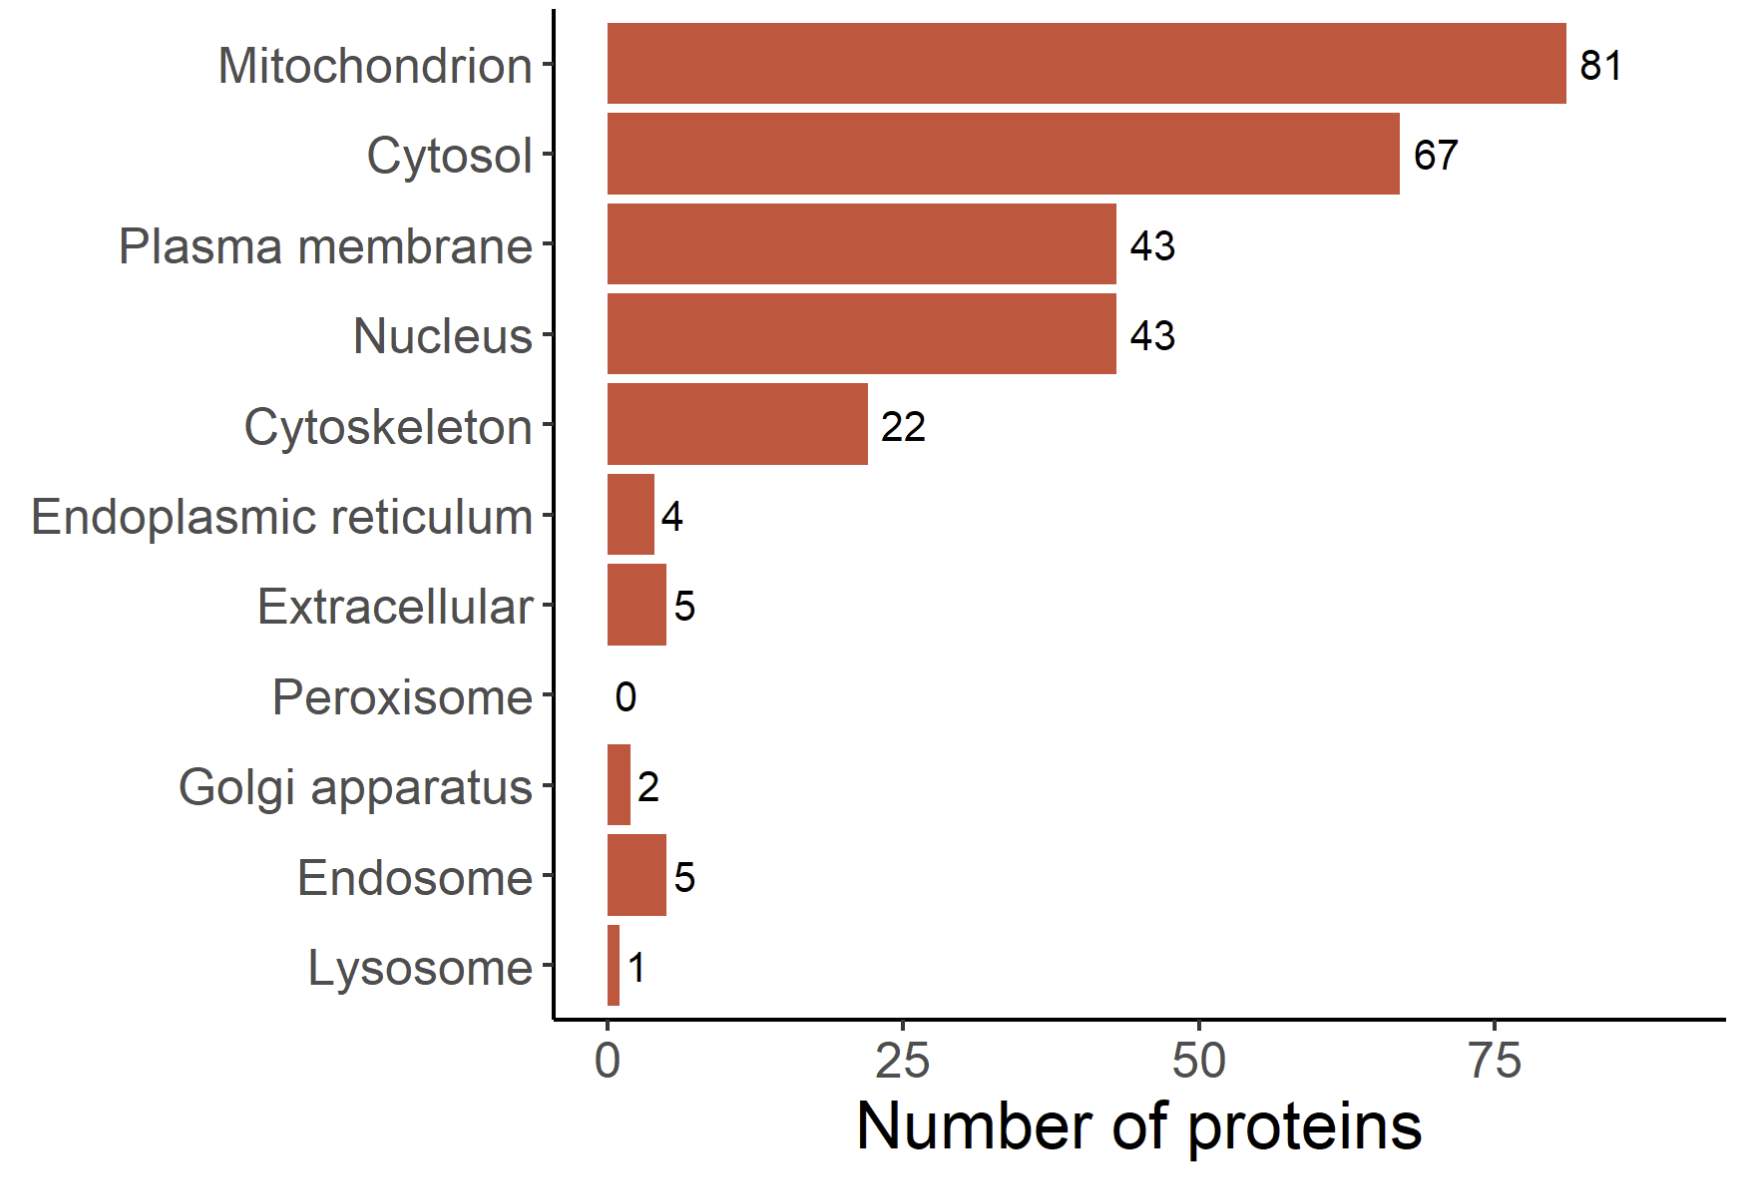 Mitochondrion 81
Cytosol 67
Plasma membrane 43
Nucleus 43
Cytoskeleton 22
Endoplasmic reticulum 4
Extracellular 5
Peroxisome 0
Golgi apparatus 2
Endosome 5
Lysosome 1
0 25 50 75
Number of proteins